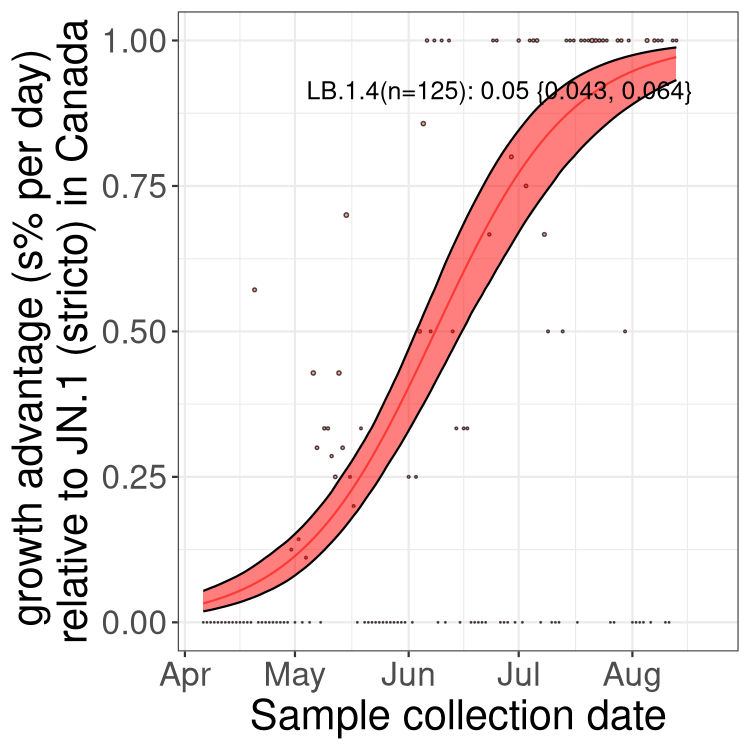 growth advantage (s% per day)
relative to JN.1 (stricto) in Canada
1.00
0.75
0.50
0.25
0.00
LB.1.4(n=125): 0.05 {0.043, 0.064}
Apr May Jun Jul Aug
Sample collection date